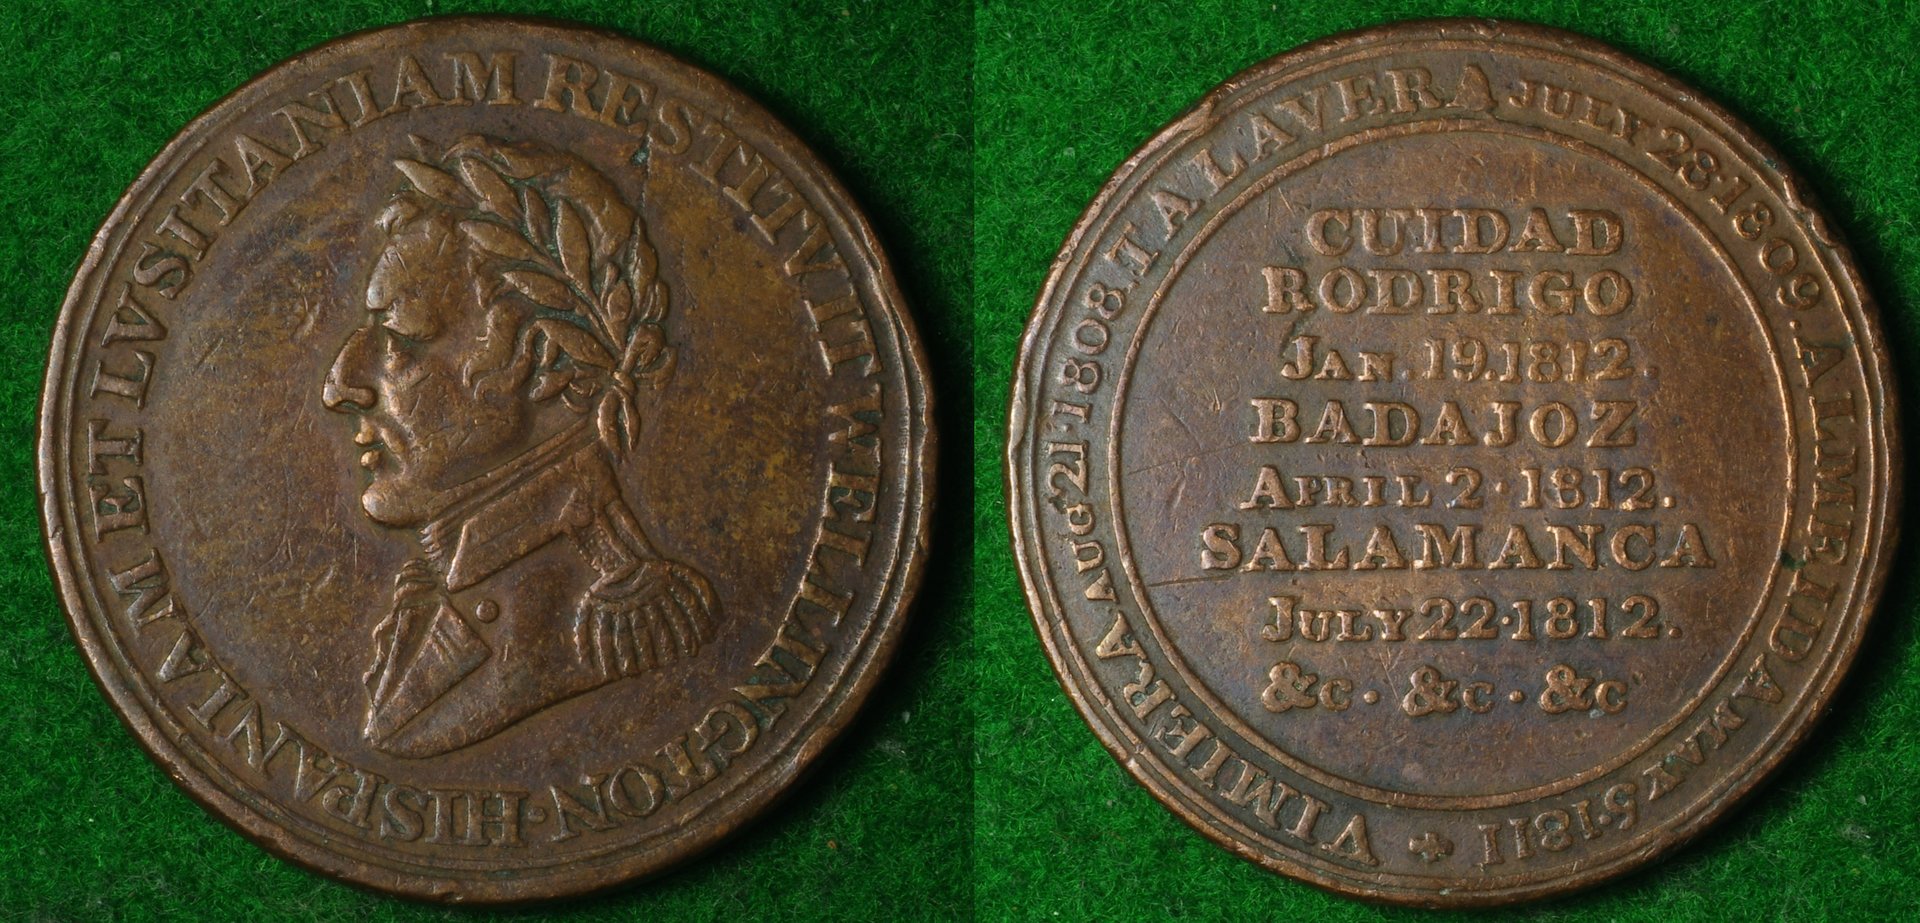 HISPANIAM ET LVSITANIAM RESTITVIT WELLINGTON ·
VIMIERA AUG 21·1808. TALAVERA JULY 28·1809. ALMEIDA MAY 5·1811
CUIDAD
RODRIGO
JAN. 19.1812.
BADAJOZ
APRIL 2·1812.
SALAMANCA
JULY 22·1812.
&c · &c · &c